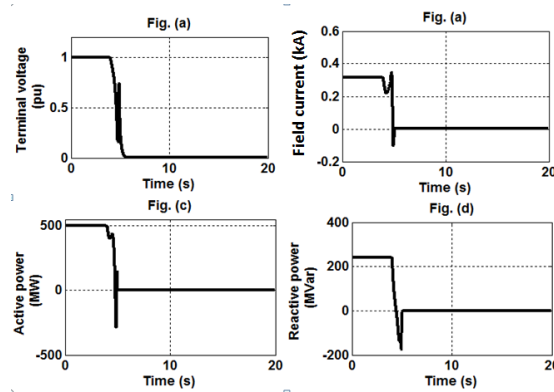 Fig. (a)
Terminal voltage
(pu)
1
0.5
0
0
10
20
Time (s)
Fig. (a)
Field current (kA)
0.6
0.4
0.2
0
-0.2
0
10
20
Time (s)
Fig. (c)
Active power
(MW)
500
0
-500
0
10
20
Time (s)
Fig. (d)
Reactive power
(MVar)
400
200
0
-200
0
10
20
Time (s)